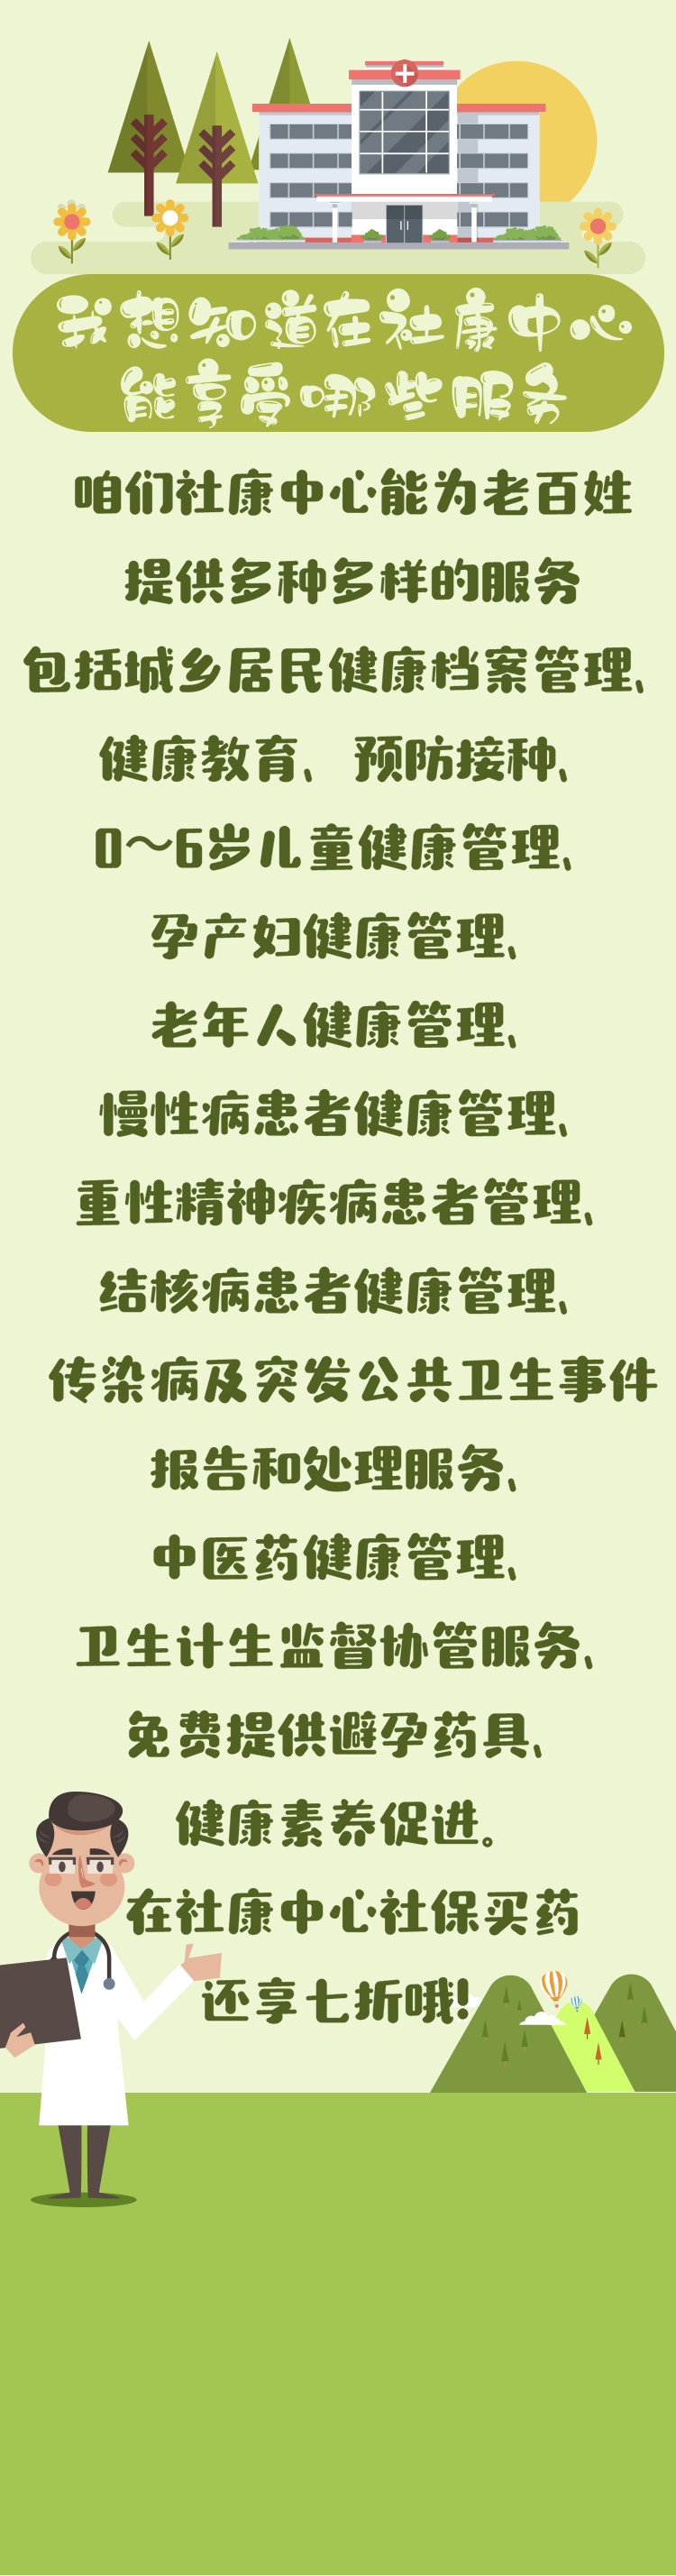 我想知道在社康中心
能享受哪些服务
咱们社康中心能为老百姓
提供多种多样的服务
包括城乡居民健康档案管理、
健康教育、预防接种、
0～6岁儿童健康管理、
孕产妇健康管理、
老年人健康管理、
慢性病患者健康管理、
重性精神疾病患者管理、
结核病患者健康管理、
传染病及突发公共卫生事件
报告和处理服务、
中医药健康管理、
卫生计生监督协管服务、
免费提供避孕药具、
健康素养促进。
在社康中心社保买药
还享七折哦!